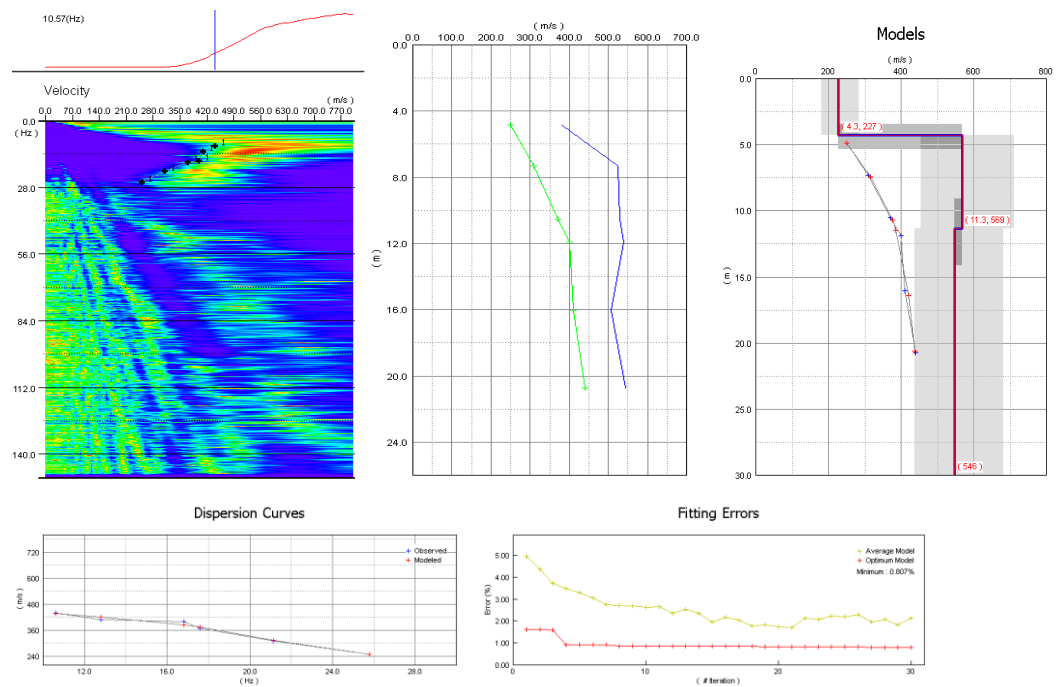 10.57(Hz)
Velocity
(m/s)
0.0 70.0 140.0 210.0 280.0 350.0 420.0 490.0 560.0 630.0 700.0 770.0
0.0
( Hz )
28.0
56.0
84.0
112.0
140.0
1
1
1
1
( m/s )
0.0 100.0 200.0 300.0 400.0 500.0 600.0 700.0
0.0
4.0
8.0
12.0
( m )
16.0
20.0
24.0
Models
( m/s )
0 200 400 600 800
0.0
5.0
10.0
( m )
15.0
20.0
25.0
30.0
( 4.3, 227)
( 11.3, 569)
( 546)
Dispersion Curves
Observed
Modeled
720
600
( m/s )
480
360
240
12.0 16.0 20.0 24.0 28.0
( Hz )
Fitting Errors
Average Model
Optimum Model
Minimum : 0.807%
5.00
4.00
Error (%)
3.00
2.00
1.00
0.00
10 20 30
( # Iteration )